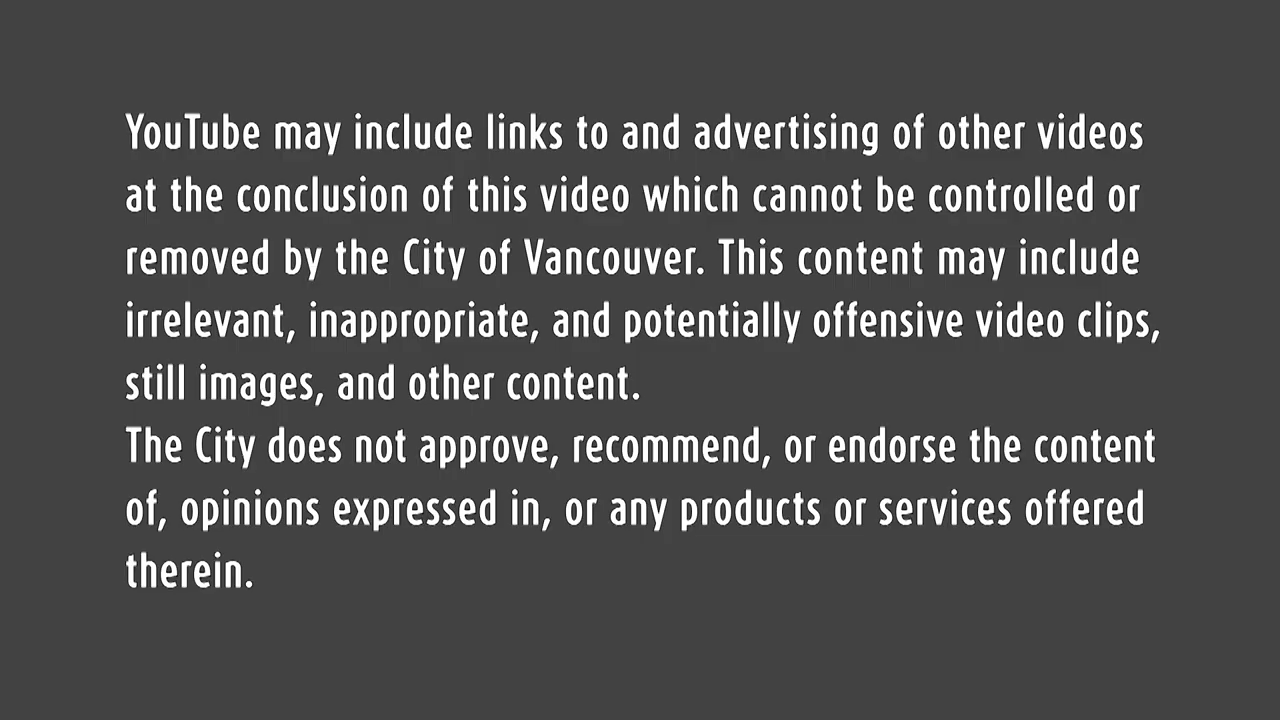 YouTube may include links to and advertising of other videos
at the conclusion of this video which cannot be controlled or
removed by the City of Vancouver. This content may include
irrelevant, inappropriate, and potentially offensive video clips,
still images, and other content.
The City does not approve, recommend, or endorse the content
of, opinions expressed in, or any products or services offered
therein.